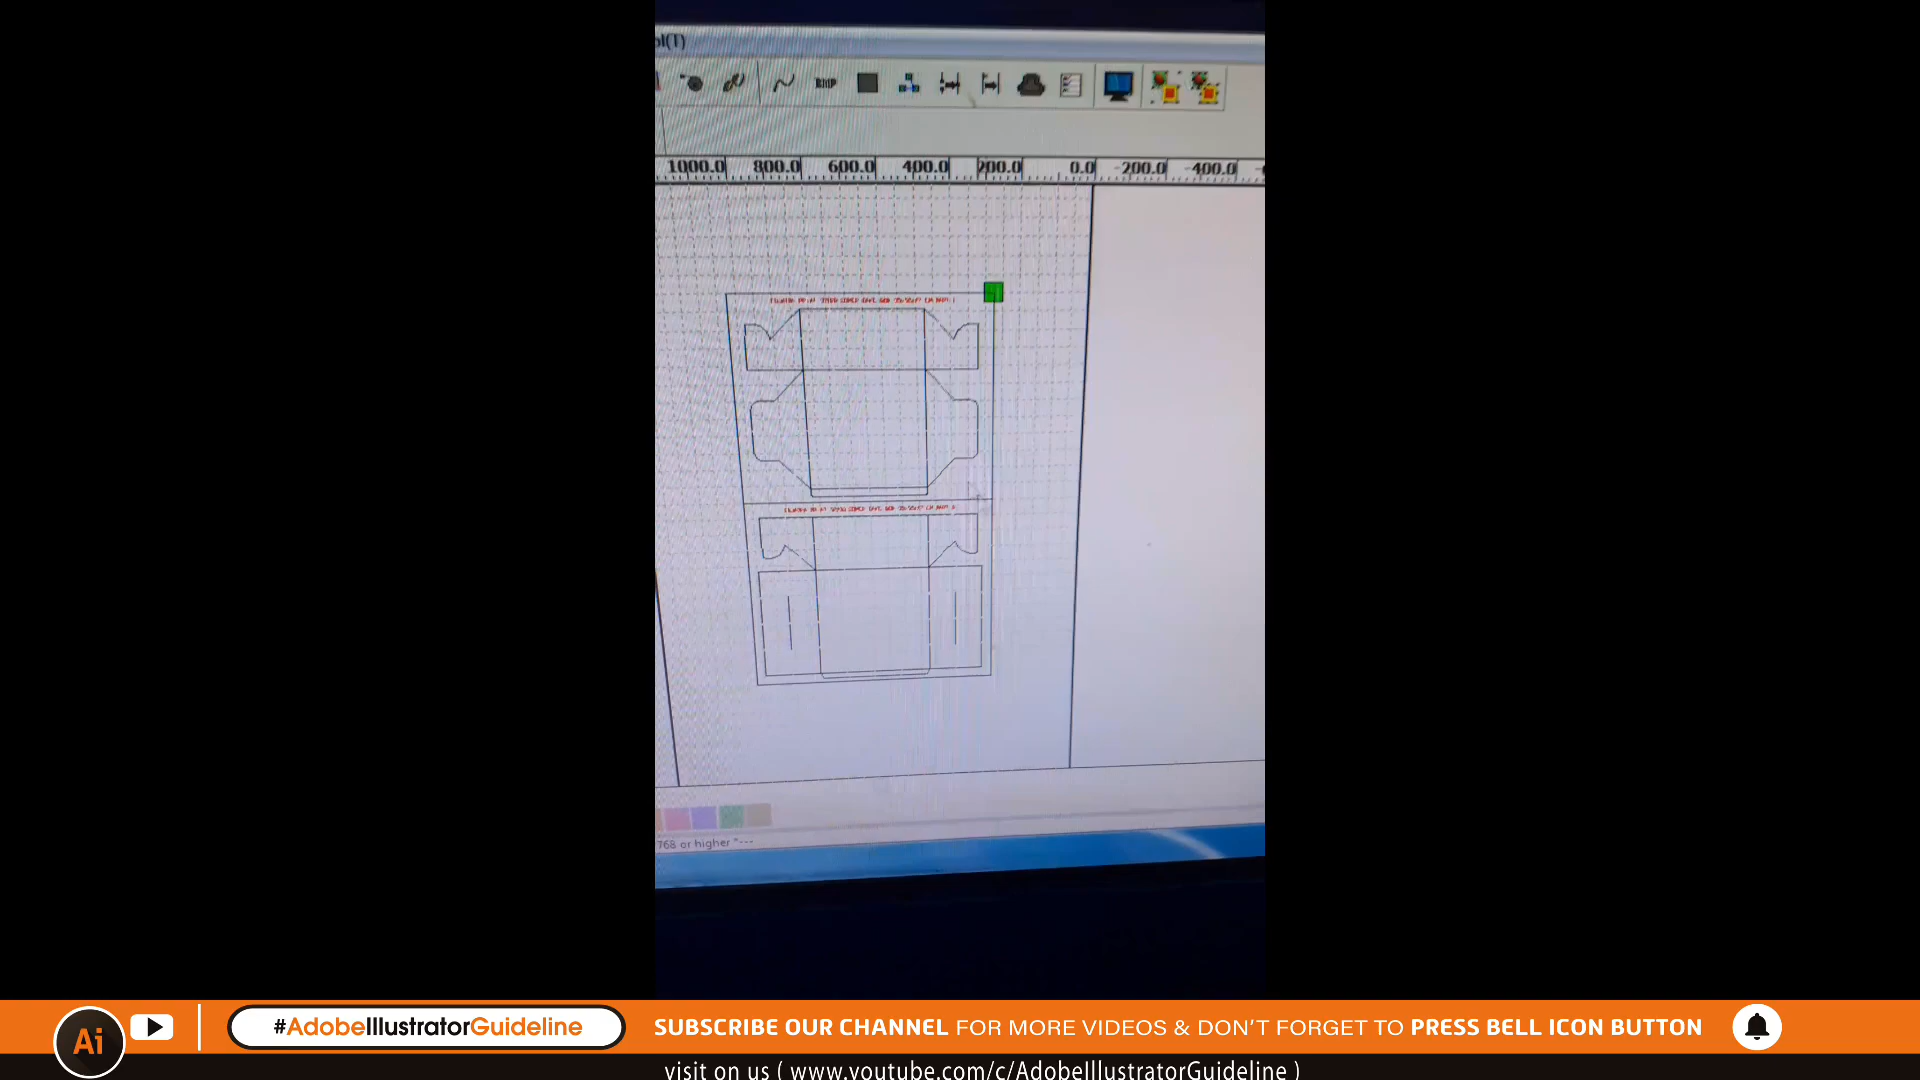 ol(T)
BMP
1000.0 800.0 600.0 400.0 200.0 0.0 -200.0 -400.0
768 or higher "---
Ai
#AdobeIllustratorGuideline
SUBSCRIBE OUR CHANNEL FOR MORE VIDEOS & DON'T FORGET TO PRESS BELL ICON BUTTON
visit on us ( www.youtube.com/c/AdobeIllustratorGuideline )